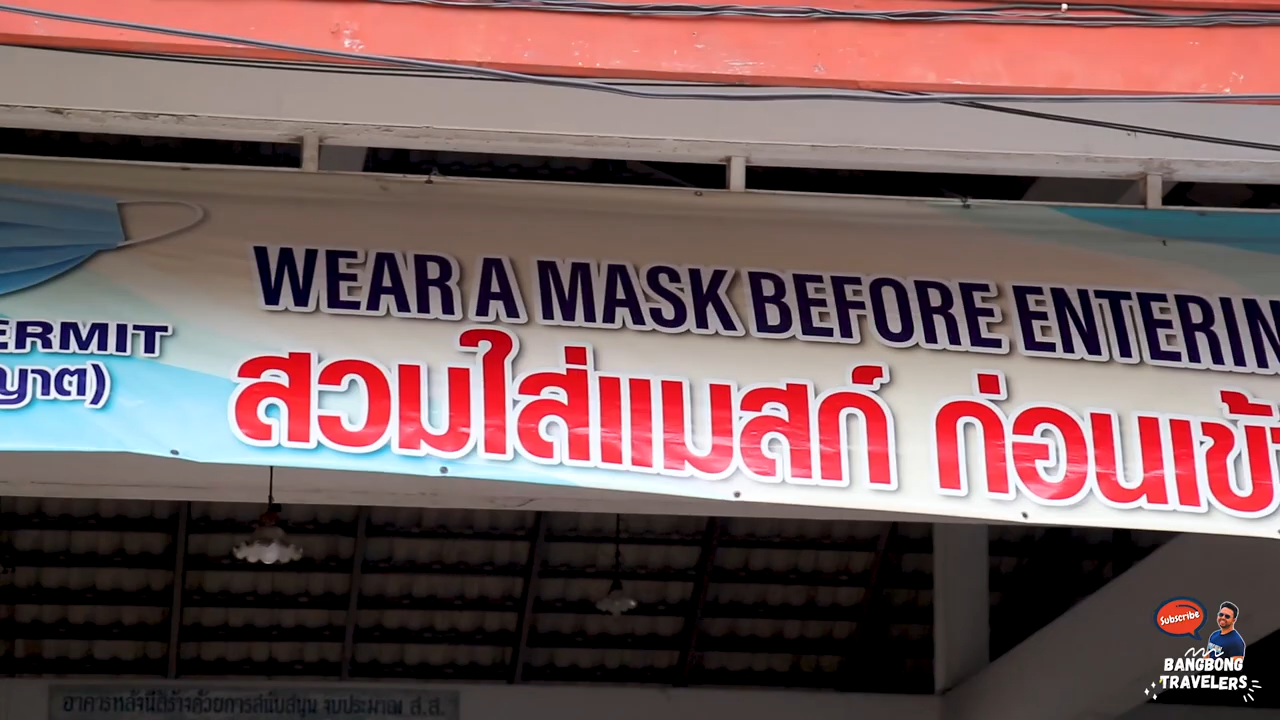 WEAR A MASK BEFORE ENTERIN
สวมใส่แมสก์ ก่อนเข้า
ERMIT
ญาต)
อาคารหลังนี้สร้างด้วยการสนับสนุน งบประมาณ ส.ส.
Subscribe
BANGBONG
TRAVELERS